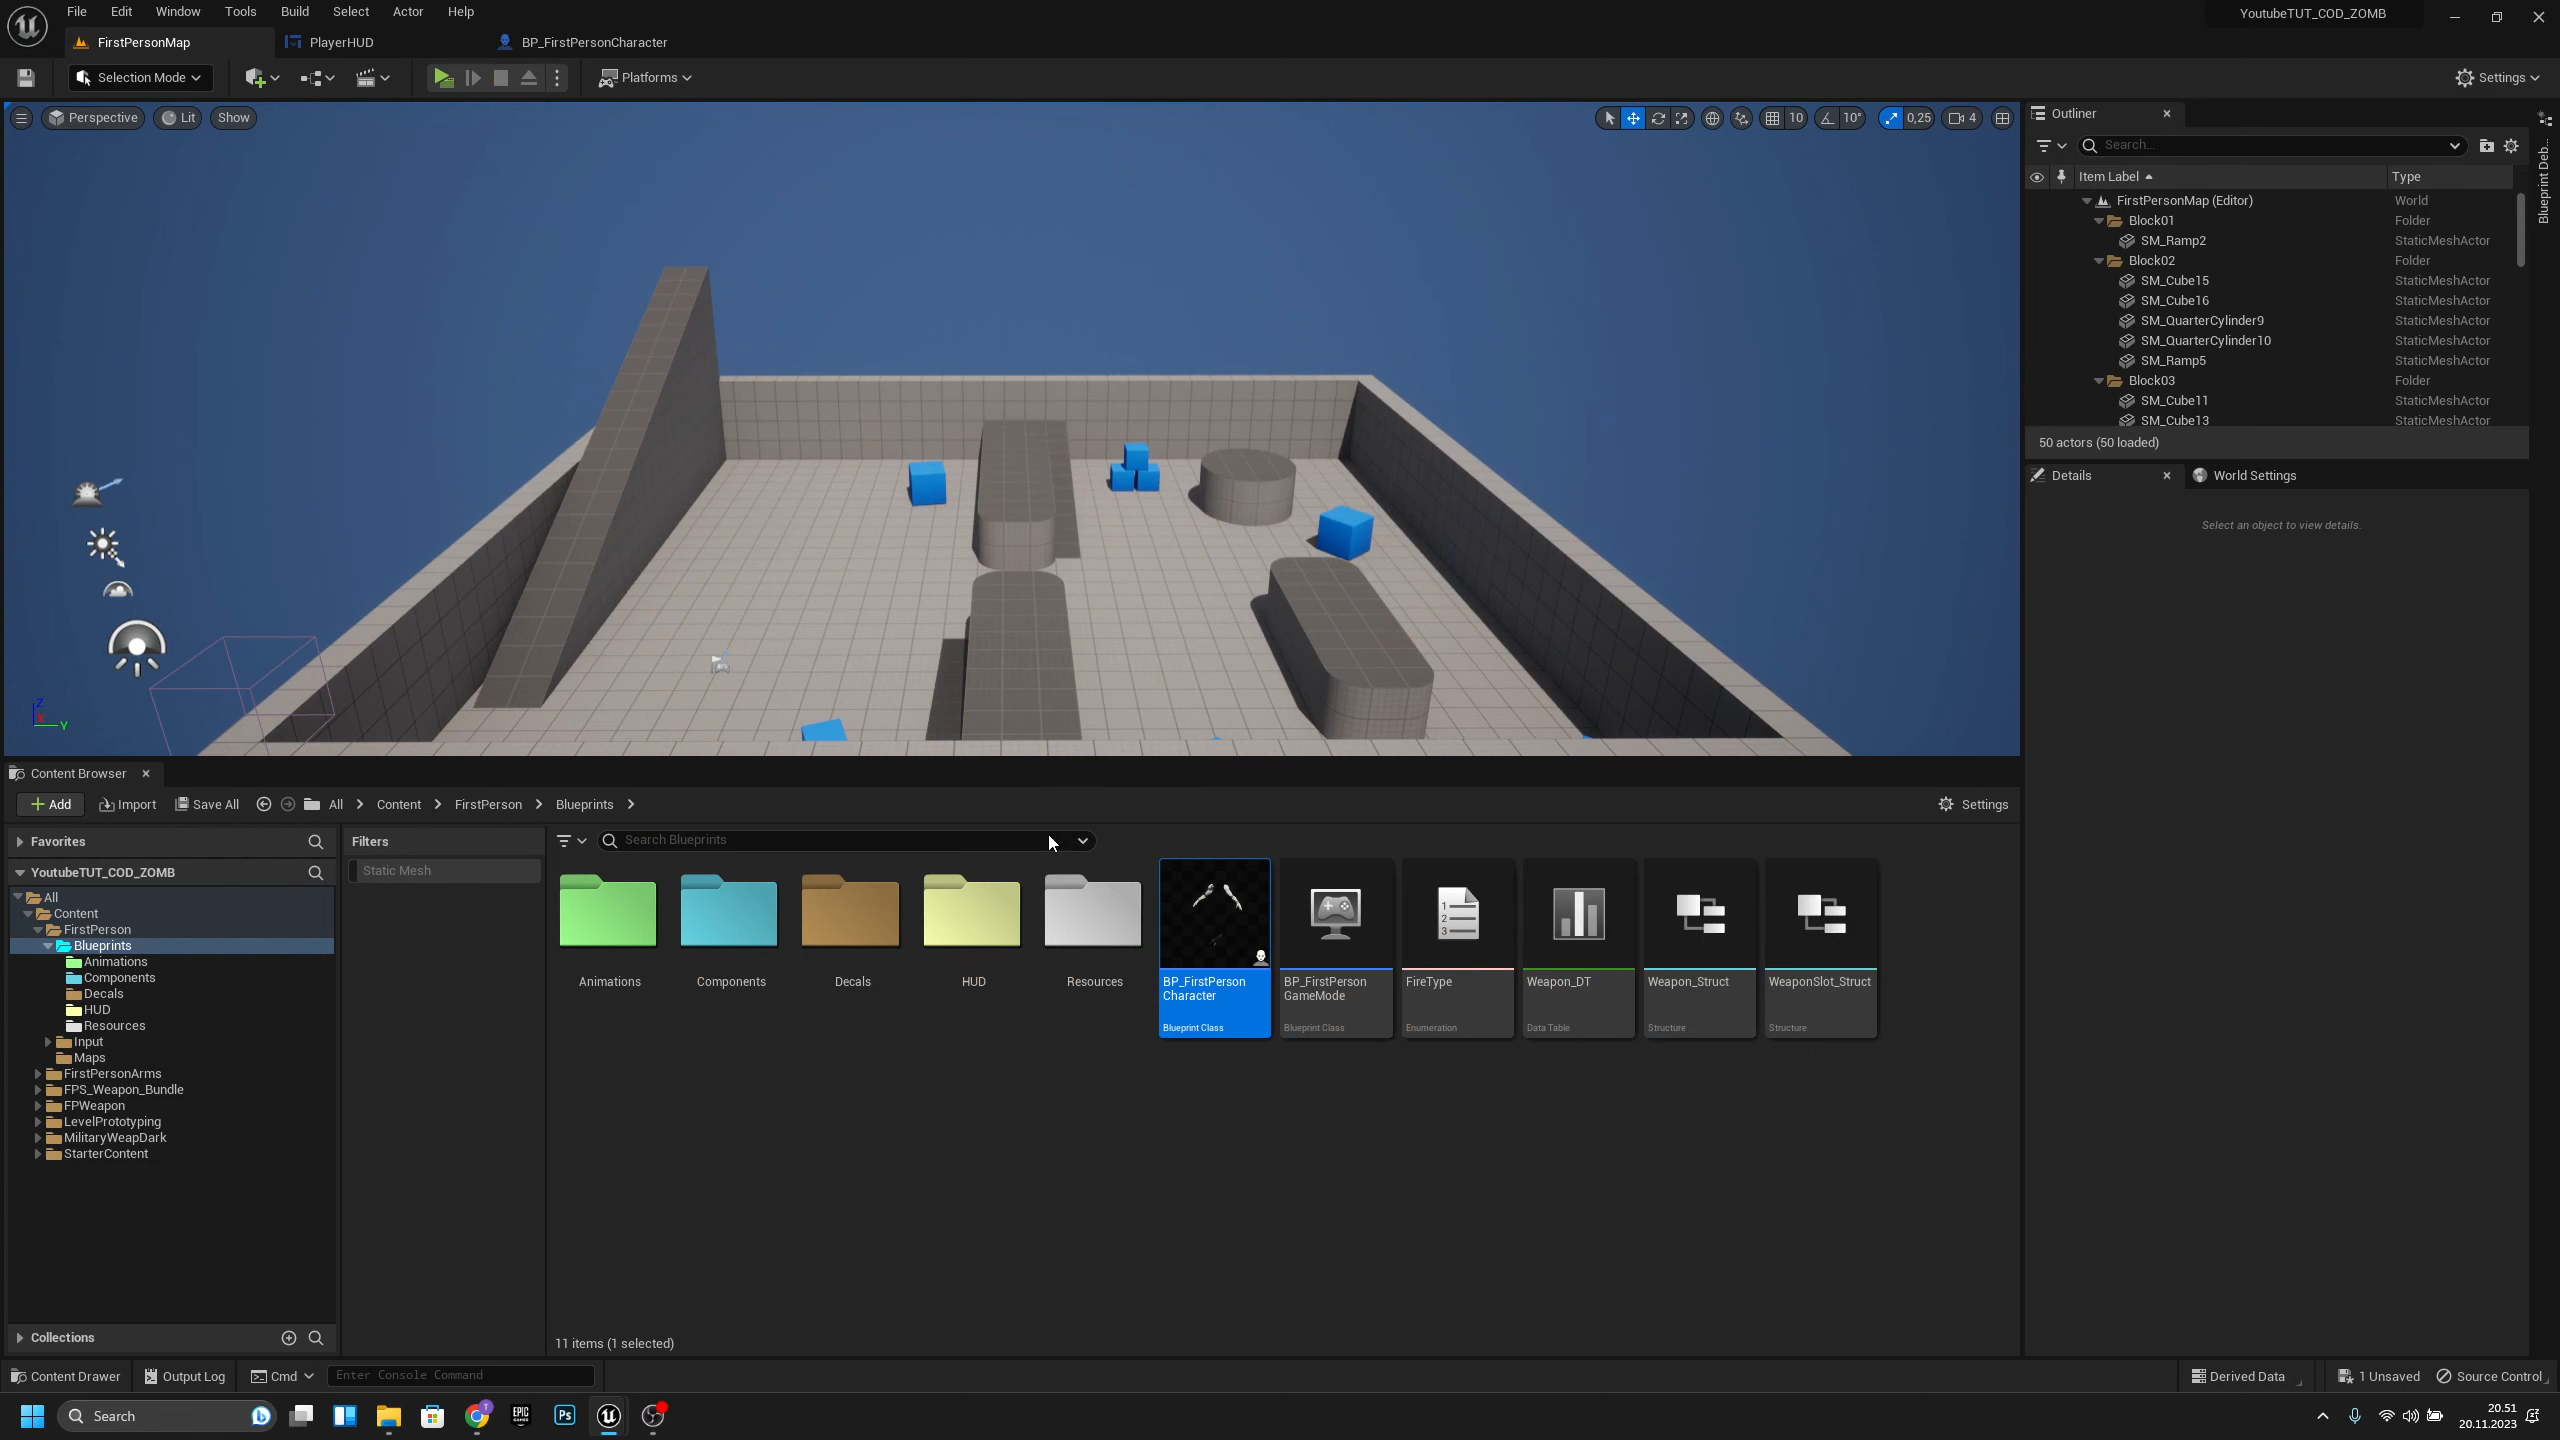 File Edit Window Tools Build Select Actor Help
YoutubeTUT_COD_ZOMB
FirstPersonMap PlayerHUD BP_FirstPersonCharacter
Selection Mode Platforms Settings
Perspective Lit Show 10 10° 0,25 4
Outliner
Search...
Item Label Type
FirstPersonMap (Editor) World
Block01 Folder
SM_Ramp2 StaticMeshActor
Block02 Folder
SM_Cube15 StaticMeshActor
SM_Cube16 StaticMeshActor
SM_QuarterCylinder9 StaticMeshActor
SM_QuarterCylinder10 StaticMeshActor
SM_Ramp5 StaticMeshActor
Block03 Folder
SM_Cube11 StaticMeshActor
SM_Cube13 StaticMeshActor
50 actors (50 loaded)
Blueprint Deb...
Details World Settings
Select an object to view details.
Z
X
Y
Content Browser
Add Import Save All All Content FirstPerson Blueprints Settings
Favorites
Filters
Search Blueprints
YoutubeTUT_COD_ZOMB
Static Mesh
All
Content
FirstPerson
Blueprints
Animations
Components
Decals
HUD
Resources
Input
Maps
FirstPersonArms
FPS_Weapon_Bundle
FPWeapon
LevelPrototyping
MilitaryWeapDark
StarterContent
Animations Components Decals HUD Resources
BP_FirstPerson
Character
Blueprint Class
BP_FirstPerson
GameMode
Blueprint Class
FireType
Enumeration
Weapon_DT
Data Table
Weapon_Struct
Structure
WeaponSlot_Struct
Structure
Collections
11 items (1 selected)
Content Drawer Output Log Cmd Enter Console Command Derived Data 1 Unsaved Source Control
Search
EPIC
GAMES
Ps
T
20.51
20.11.2023